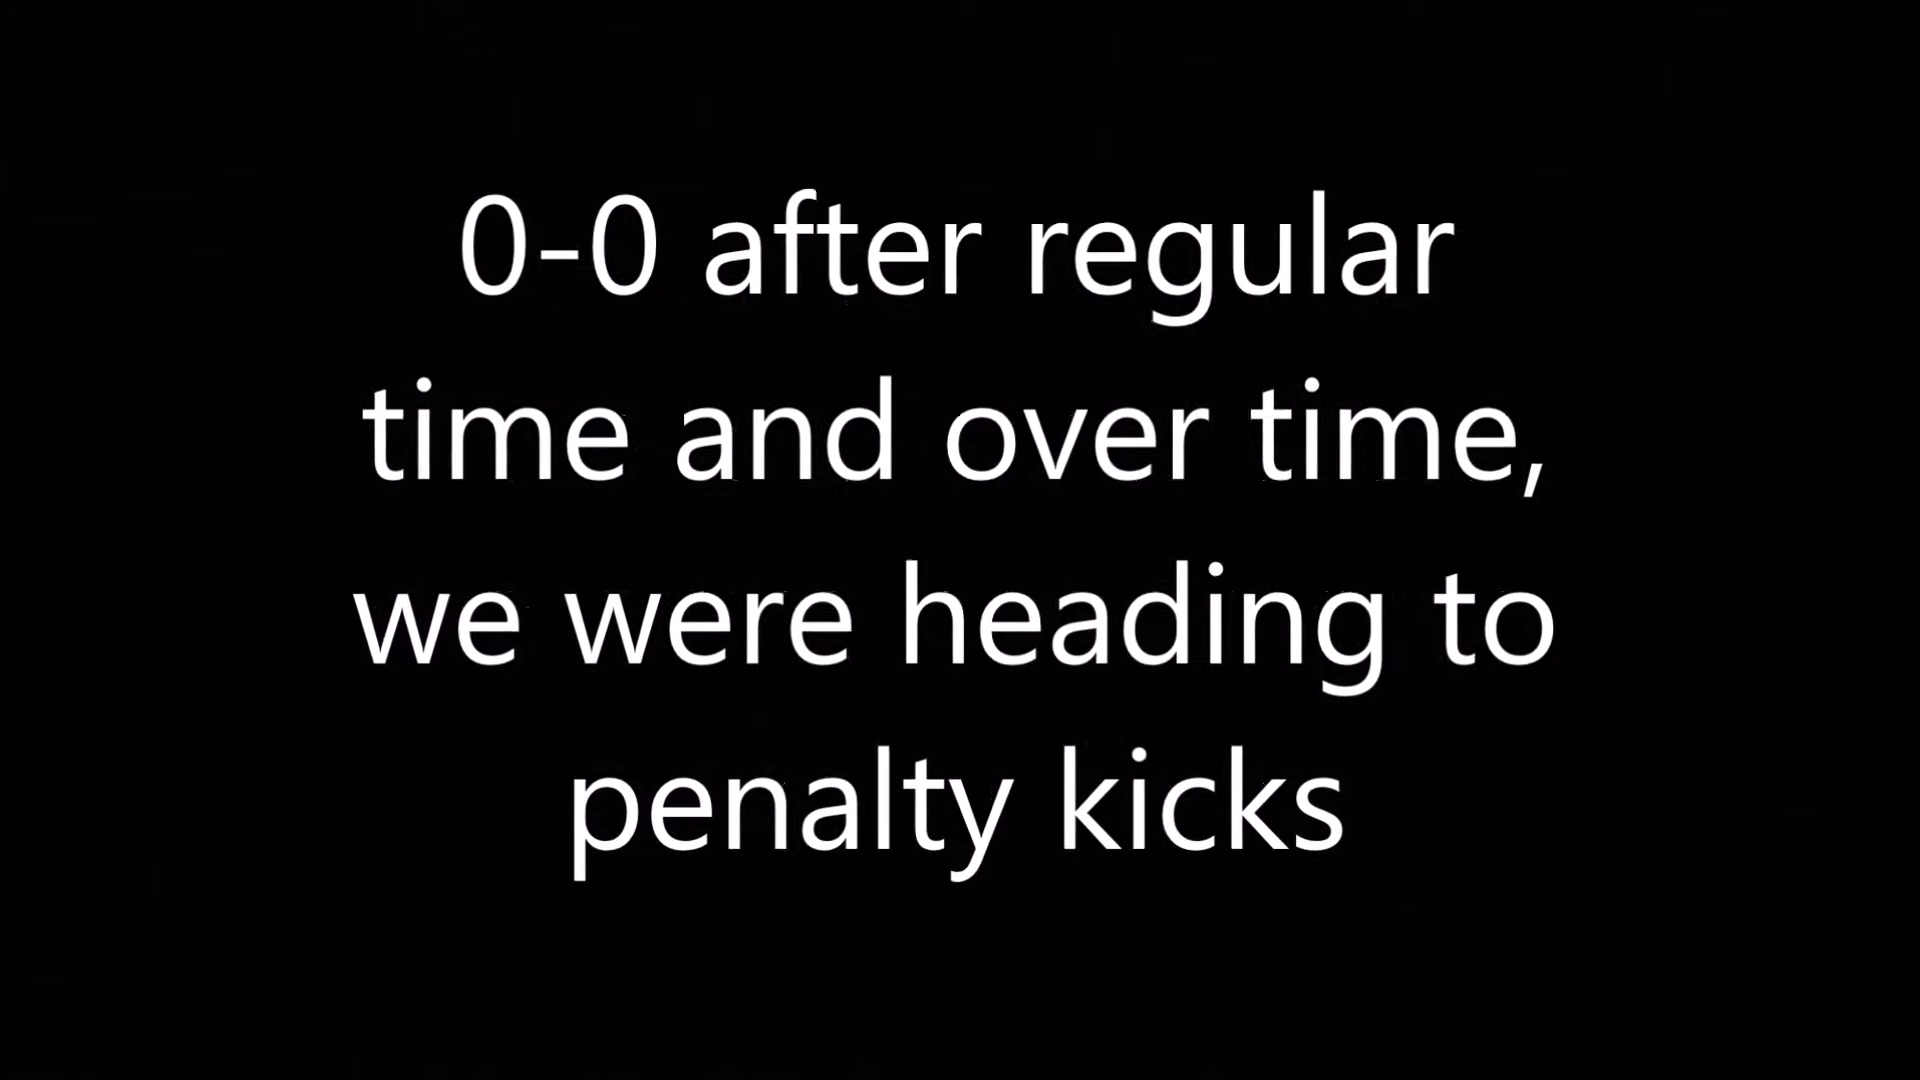 0-0 after regular
time and over time,
we were heading to
penalty kicks